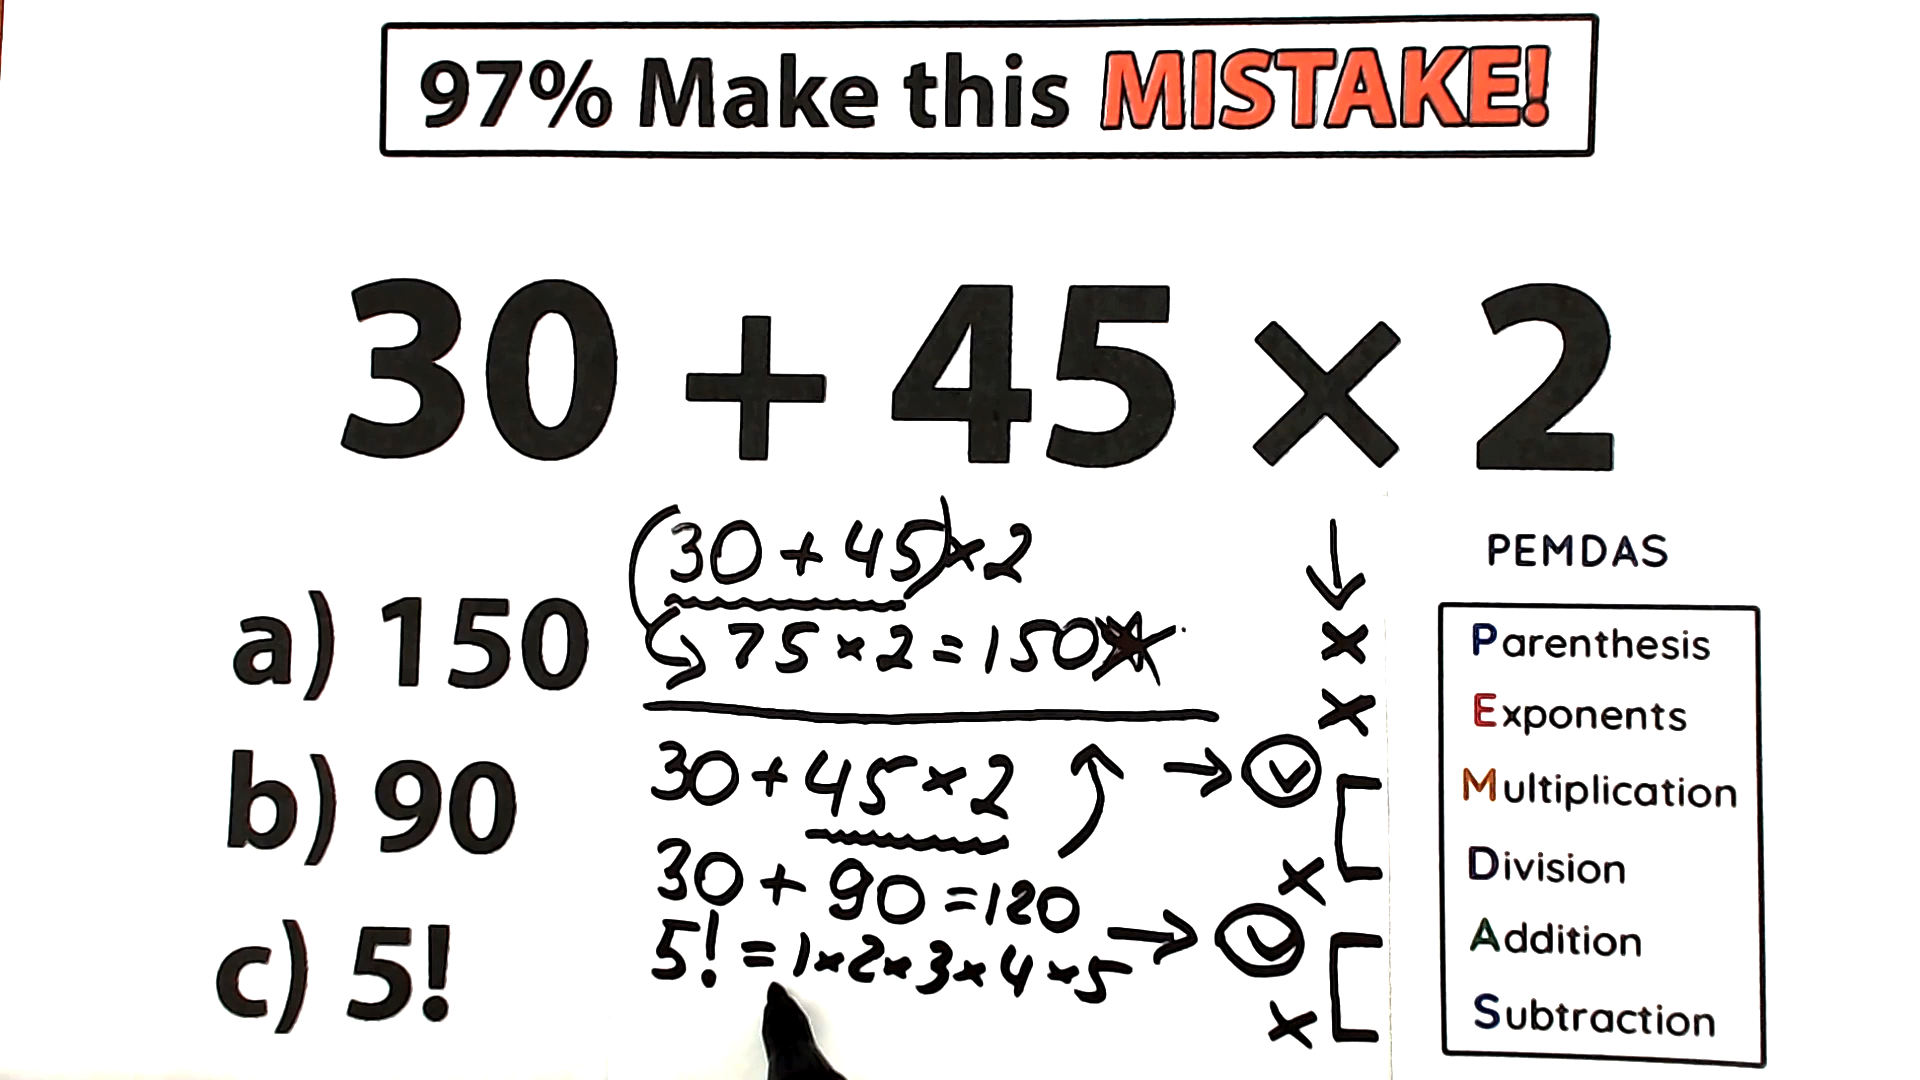 97% Make this MISTAKE!
30 + 45 × 2
(30 + 45) × 2
75 × 2 = 150
a) 150
30 + 45 × 2
b) 90
30 + 90 = 120
c) 5!
5! = 1 × 2 × 3 × 4 × 5
PEMDAS
Parenthesis
Exponents
Multiplication
Division
Addition
Subtraction